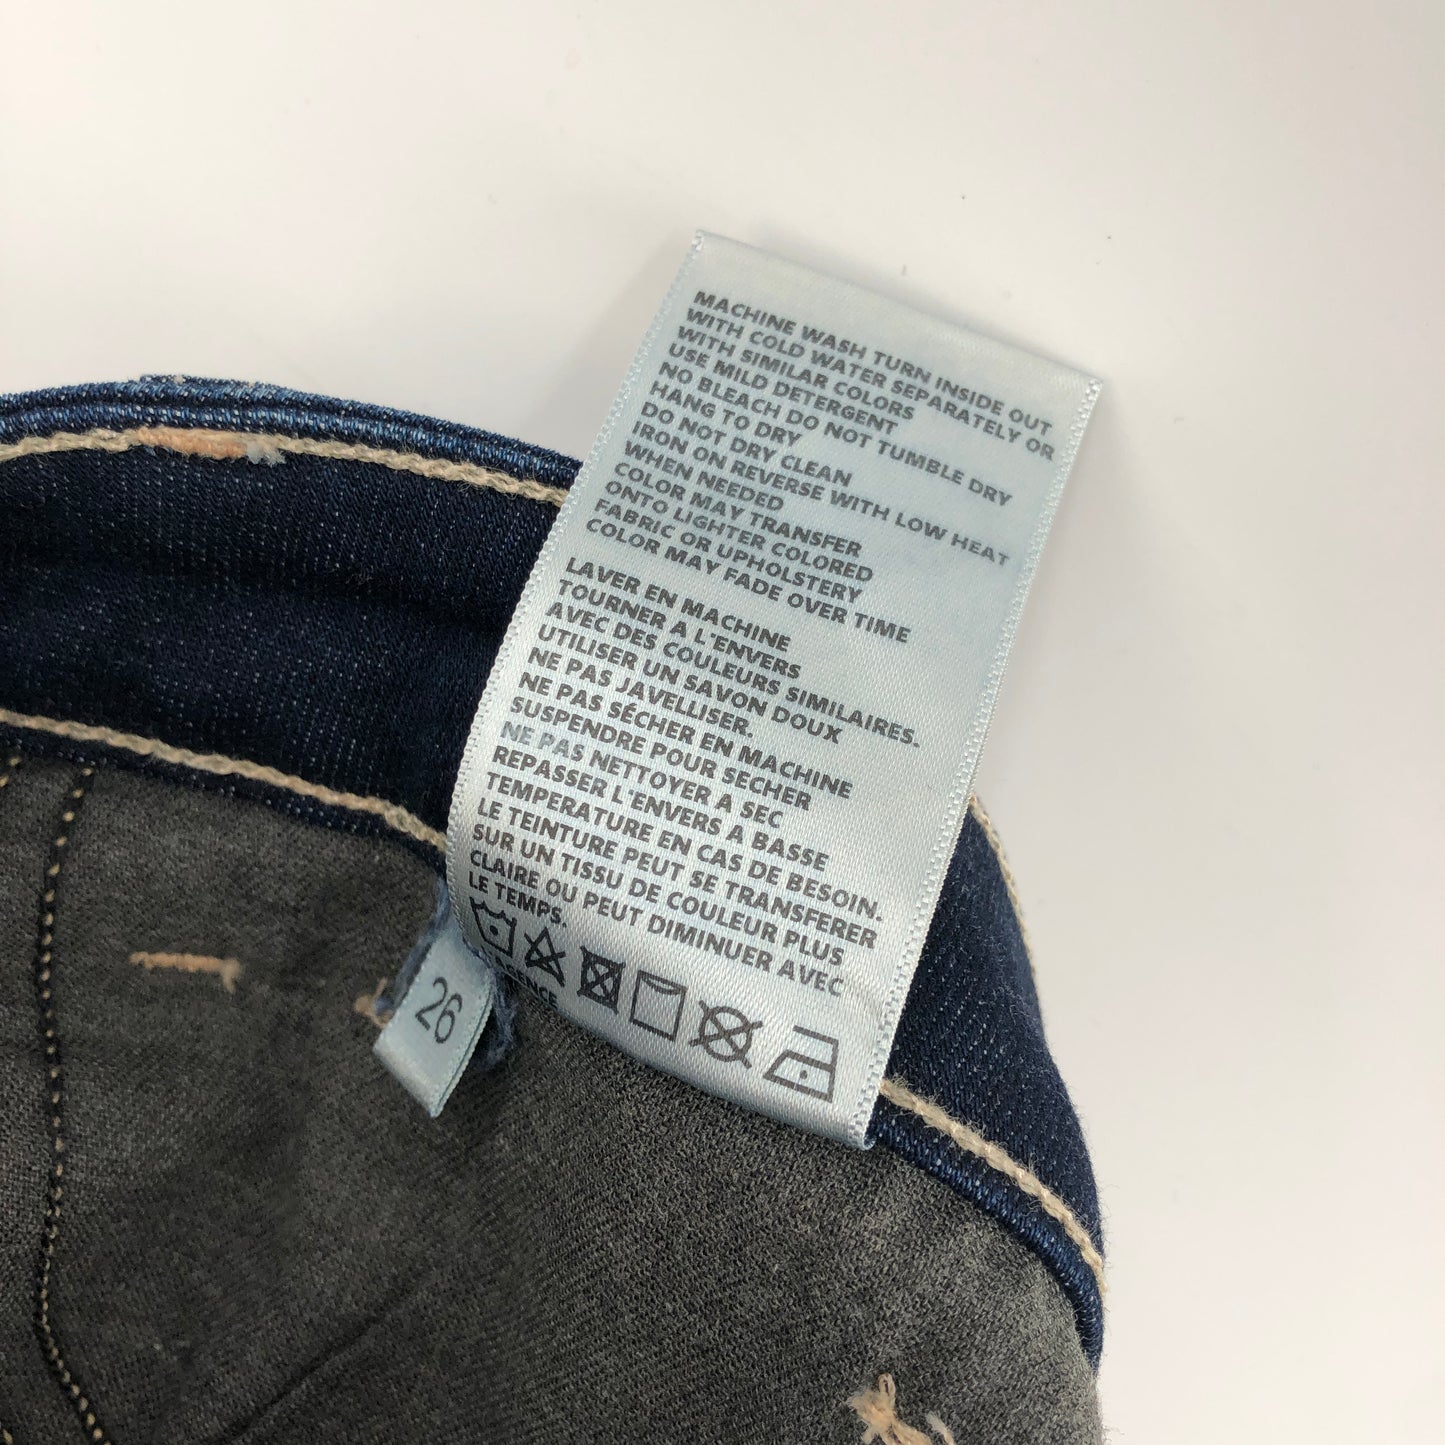 MACHINE WASH TURN INSIDE OUT
WITH COLD WATER SEPARATELY OR
WITH SIMILAR COLORS
USE MILD DETERGENT
NO BLEACH DO NOT TUMBLE DRY
HANG TO DRY
DO NOT DRY CLEAN
IRON ON REVERSE WITH LOW HEAT
WHEN NEEDED
COLOR MAY TRANSFER
ONTO LIGHTER COLORED
FABRIC OR UPHOLSTERY
COLOR MAY FADE OVER TIME
LAVER EN MACHINE
TOURNER A L'ENVERS
AVEC DES COULEURS SIMILAIRES.
UTILISER UN SAVON DOUX
NE PAS JAVELLISER.
NE PAS SÉCHER EN MACHINE
SUSPENDRE POUR SECHER
NE PAS NETTOYER A SEC
REPASSER L'ENVERS A BASSE
TEMPERATURE EN CAS DE BESOIN.
LE TEINTURE PEUT SE TRANSFERER
SUR UN TISSU DE COULEUR PLUS
CLAIRE OU PEUT DIMINUER AVEC
LE TEMPS.
26